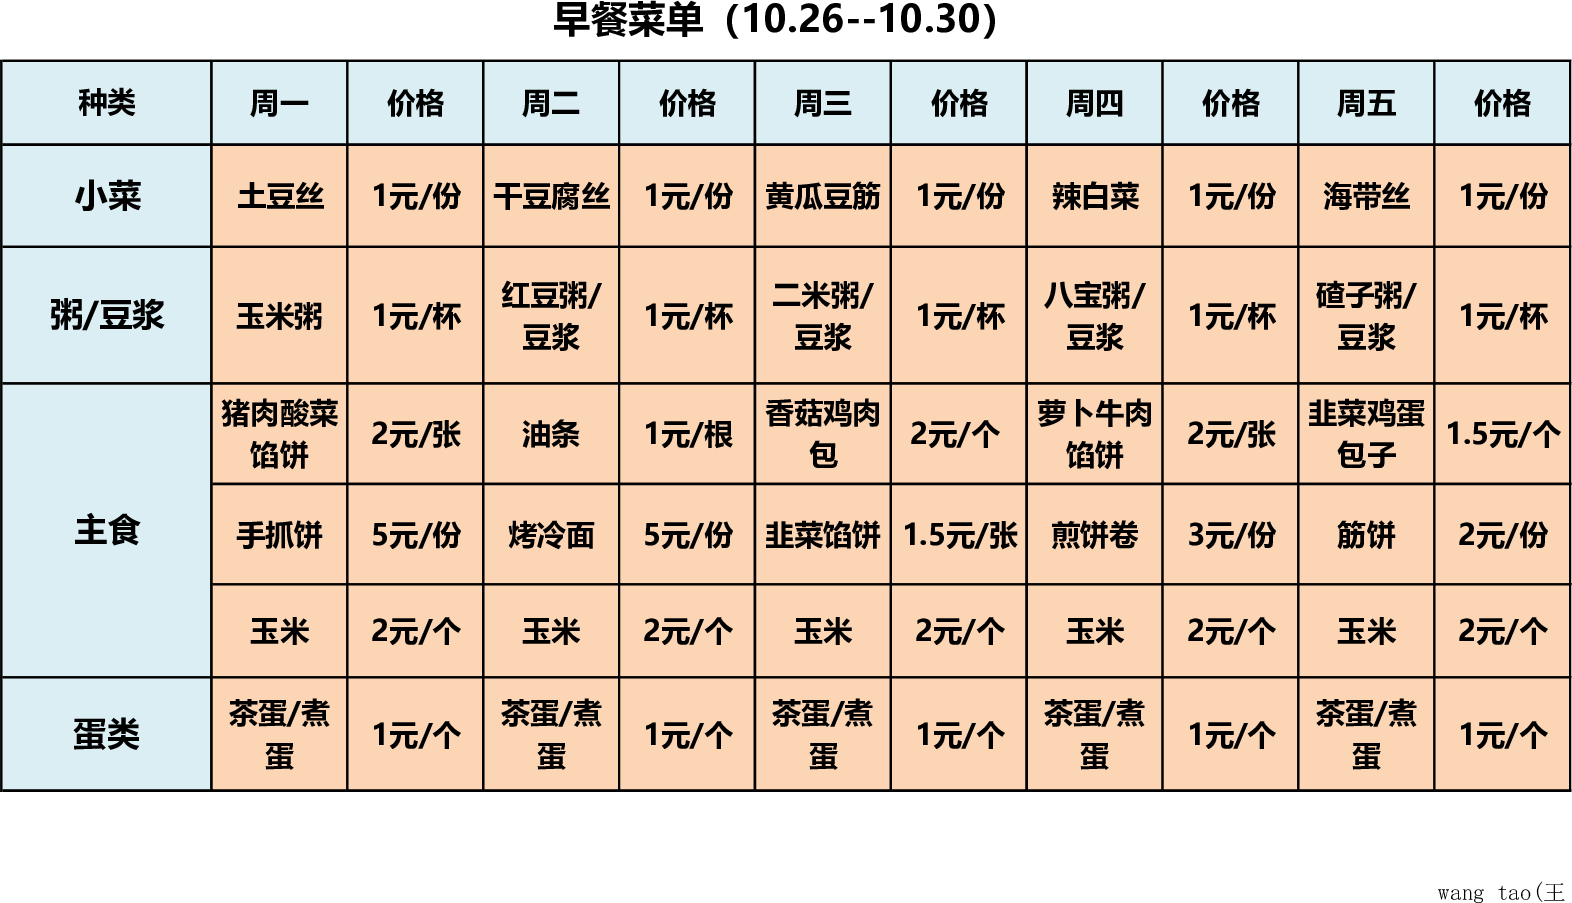 早餐菜单（10.26--10.30）
种类 周一 价格 周二 价格 周三 价格 周四 价格 周五 价格
小菜 土豆丝 1元/份 干豆腐丝 1元/份 黄瓜豆筋 1元/份 辣白菜 1元/份 海带丝 1元/份
粥/豆浆 玉米粥 1元/杯 红豆粥/豆浆 1元/杯 二米粥/豆浆 1元/杯 八宝粥/豆浆 1元/杯 碴子粥/豆浆 1元/杯
主食 猪肉酸菜馅饼 2元/张 油条 1元/根 香菇鸡肉包 2元/个 萝卜牛肉馅饼 2元/张 韭菜鸡蛋包子 1.5元/个
手抓饼 5元/份 烤冷面 5元/份 韭菜馅饼 1.5元/张 煎饼卷 3元/份 筋饼 2元/份
玉米 2元/个 玉米 2元/个 玉米 2元/个 玉米 2元/个 玉米 2元/个
蛋类 茶蛋/煮蛋 1元/个 茶蛋/煮蛋 1元/个 茶蛋/煮蛋 1元/个 茶蛋/煮蛋 1元/个 茶蛋/煮蛋 1元/个
wang tao(王